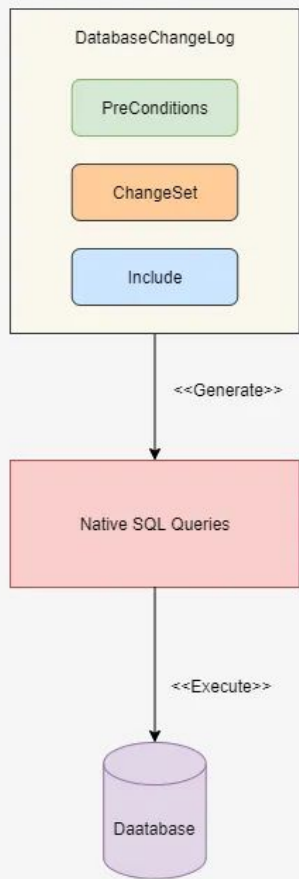 DatabaseChangeLog
PreConditions
ChangeSet
Include
<<Generate>>
Native SQL Queries
<<Execute>>
Daatabase